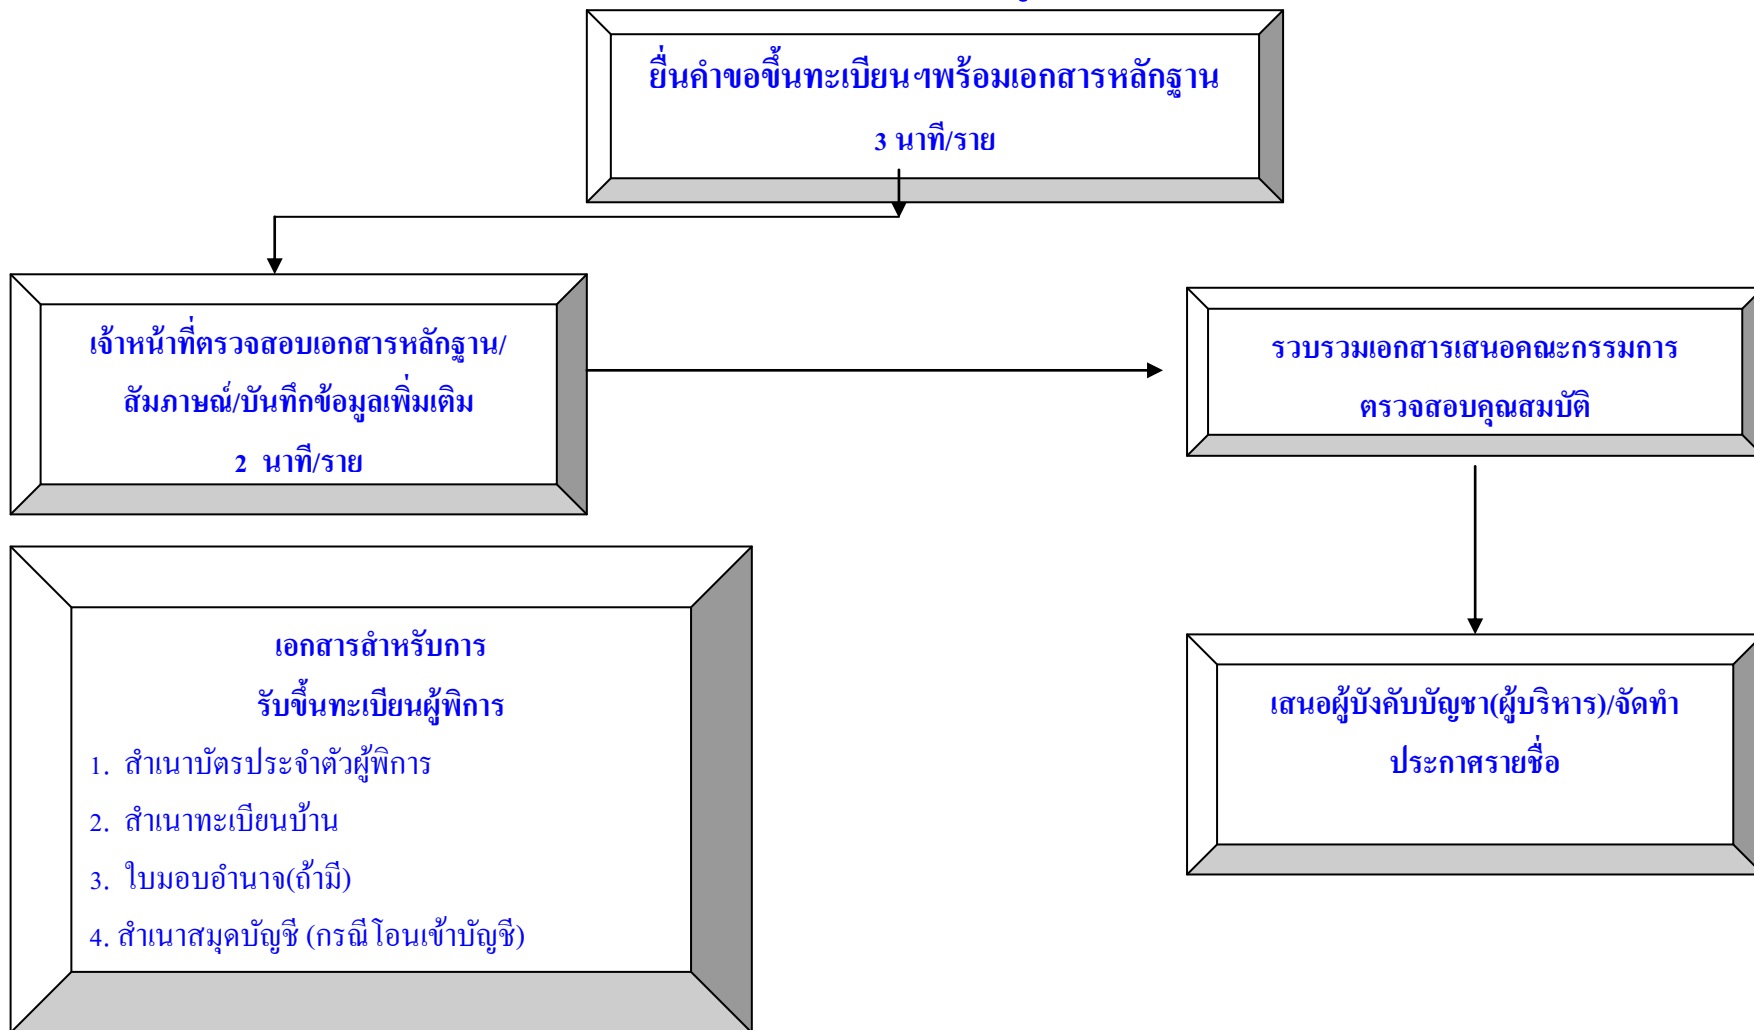 ยื่นคำขอขึ้นทะเบียนฯพร้อมเอกสารหลักฐาน
3 นาที/ราย
เจ้าหน้าที่ตรวจสอบเอกสารหลักฐาน/
สัมภาษณ์/บันทึกข้อมูลเพิ่มเติม
2 นาที/ราย
รวบรวมเอกสารเสนอคณะกรรมการ
ตรวจสอบคุณสมบัติ
เอกสารสำหรับการ
รับขึ้นทะเบียนผู้พิการ
1. สำเนาบัตรประจำตัวผู้พิการ
2. สำเนาทะเบียนบ้าน
3. ใบมอบอำนาจ(ถ้ามี)
4. สำเนาสมุดบัญชี (กรณีโอนเข้าบัญชี)
เสนอผู้บังคับบัญชา(ผู้บริหาร)/จัดทำ
ประกาศรายชื่อ